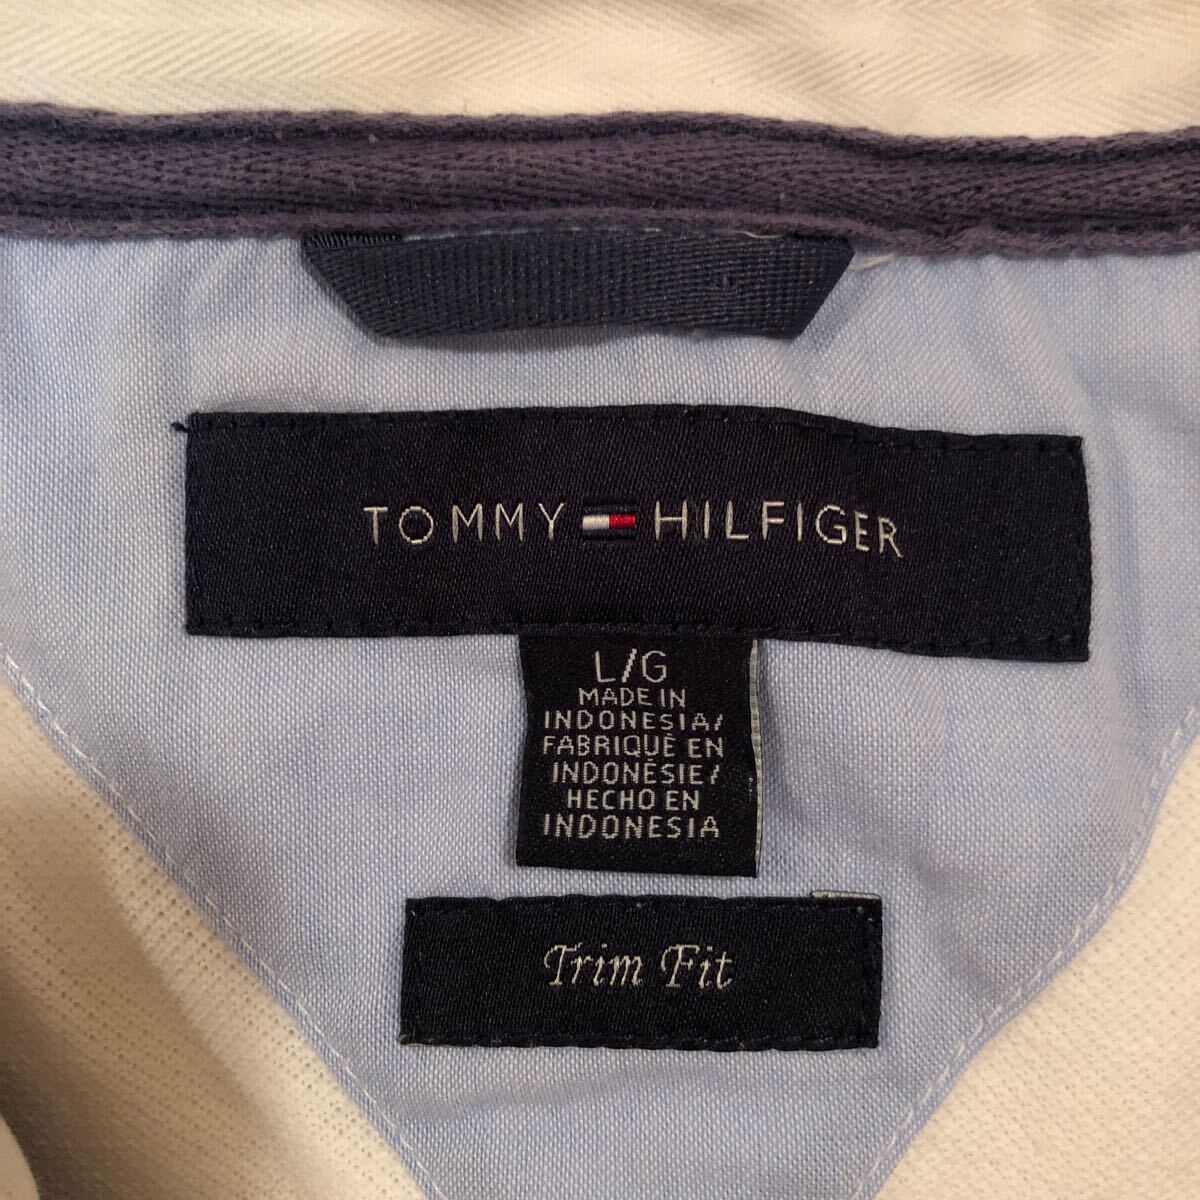 TOMMY HILFIGER
L/G
MADE IN
INDONESIA/
FABRIQUÉ EN
INDONÉSIE/
HECHO EN
INDONESIA
Trim Fit